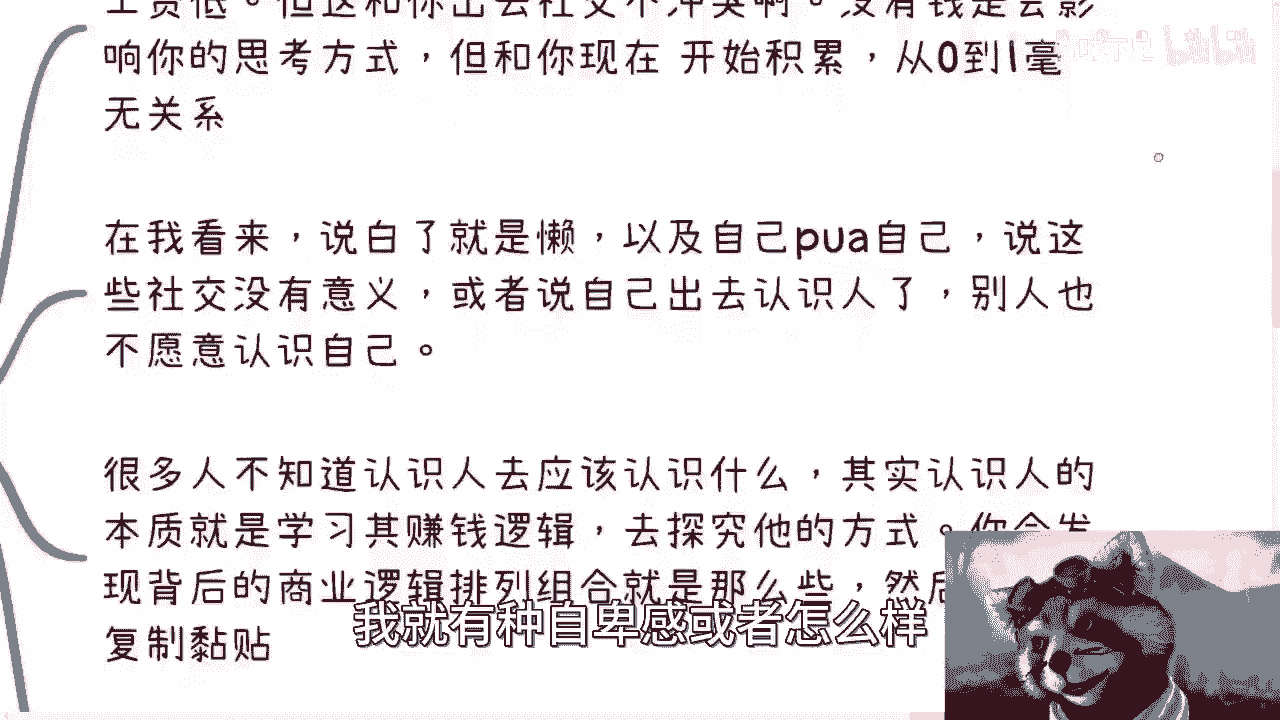 工资低。但这和你出去社交不冲突啊。没有钱是会影
响你的思考方式，但和你现在 开始积累，从0到1毫
无关系
在我看来，说白了就是懒，以及自己pua自己，说这
些社交没有意义，或者说自己出去认识人了，别人也
不愿意认识自己。
很多人不知道认识人去应该认识什么，其实认识人的
本质就是学习其赚钱逻辑，去探究他的方式。你会发
现背后的商业逻辑排列组合就是那么些，然后
复制黏贴
我就有种自卑感或者怎么样
bilibili